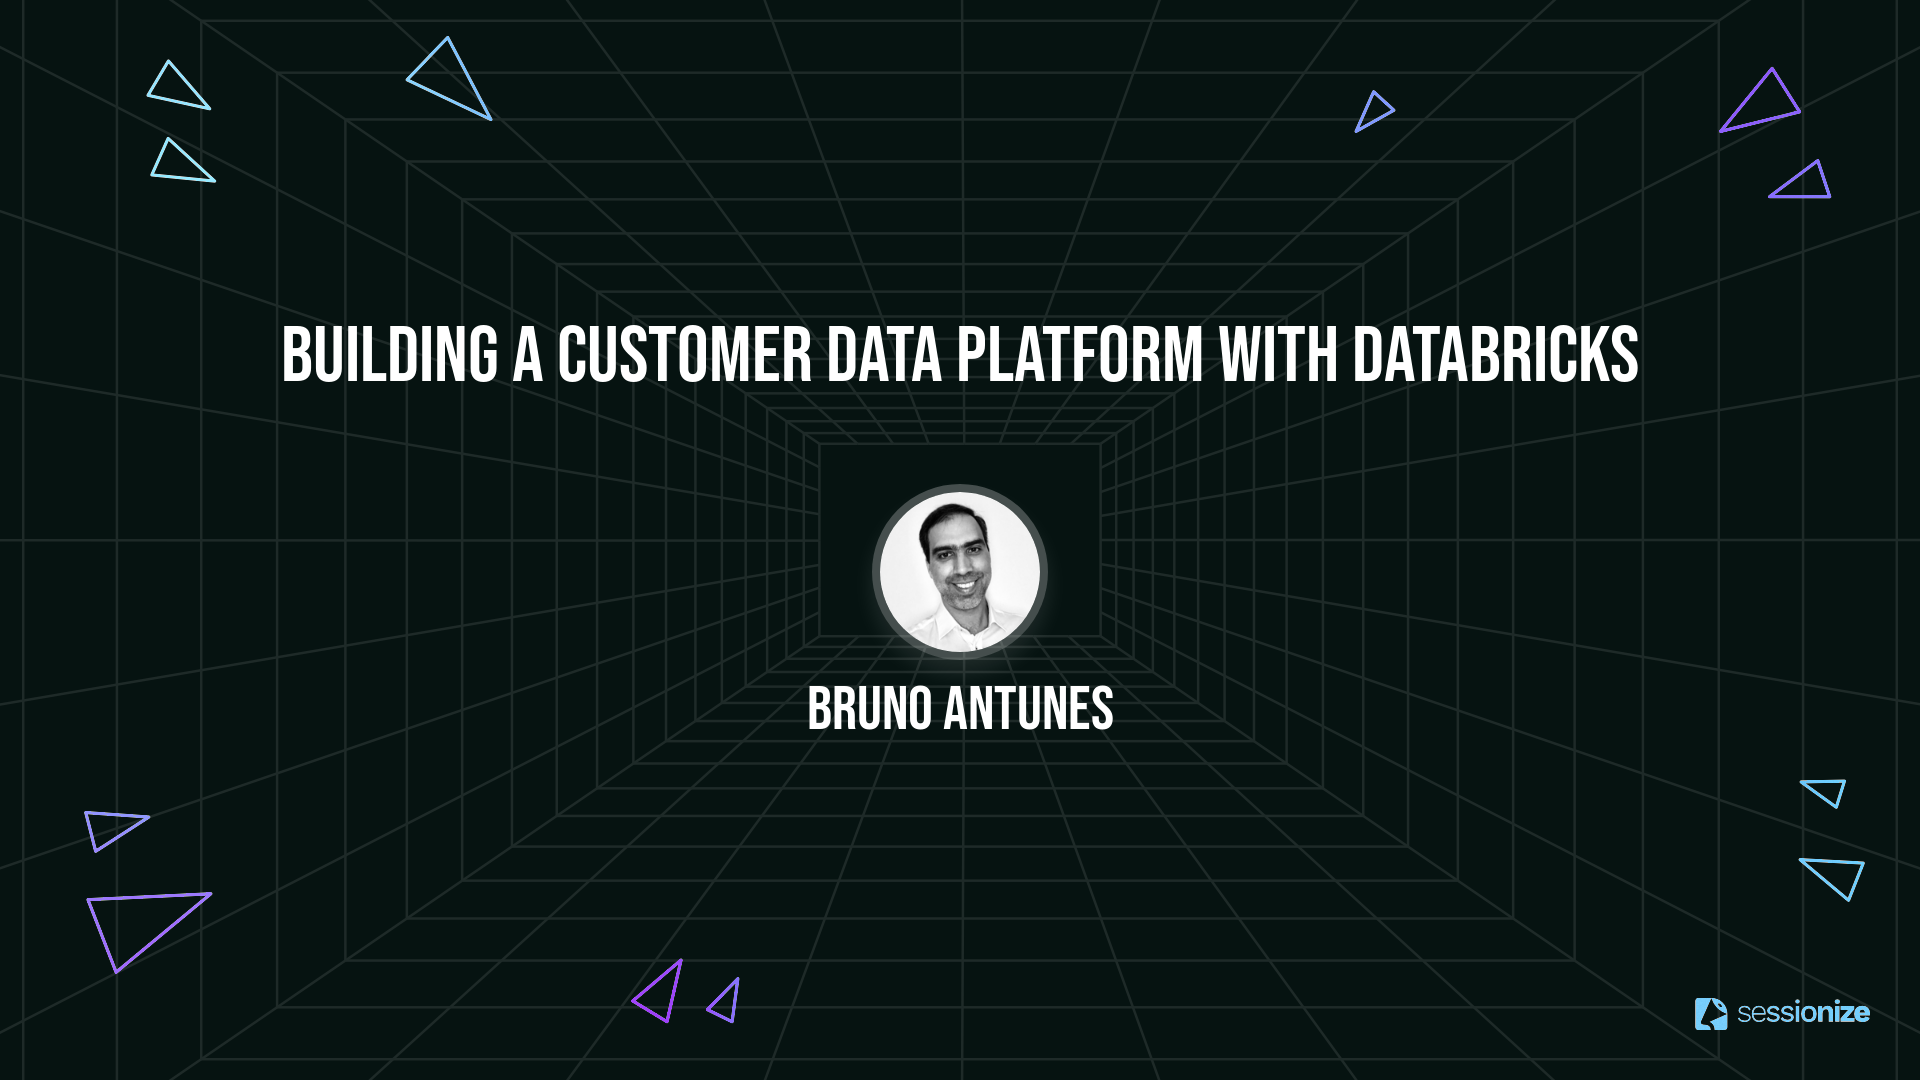 BUILDING A CUSTOMER DATA PLATFORM WITH DATABRICKS
BRUNO ANTUNES
sessionize